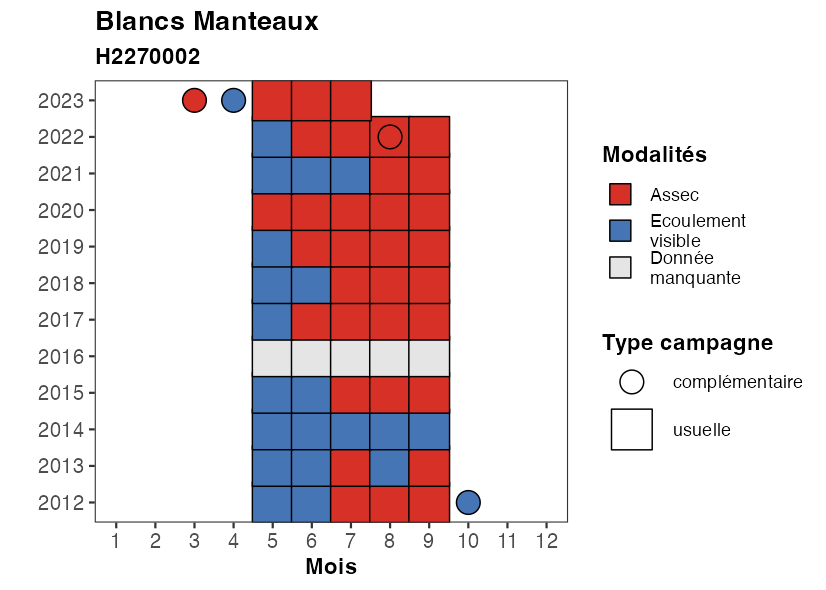 Blancs Manteaux
H2270002
2023
2022
2021
2020
2019
2018
2017
2016
2015
2014
2013
2012
1 2 3 4 5 6 7 8 9 10 11 12
Mois
Modalités
Assec
Ecoulement
visible
Donnée
manquante
Type campagne
complémentaire
usuelle